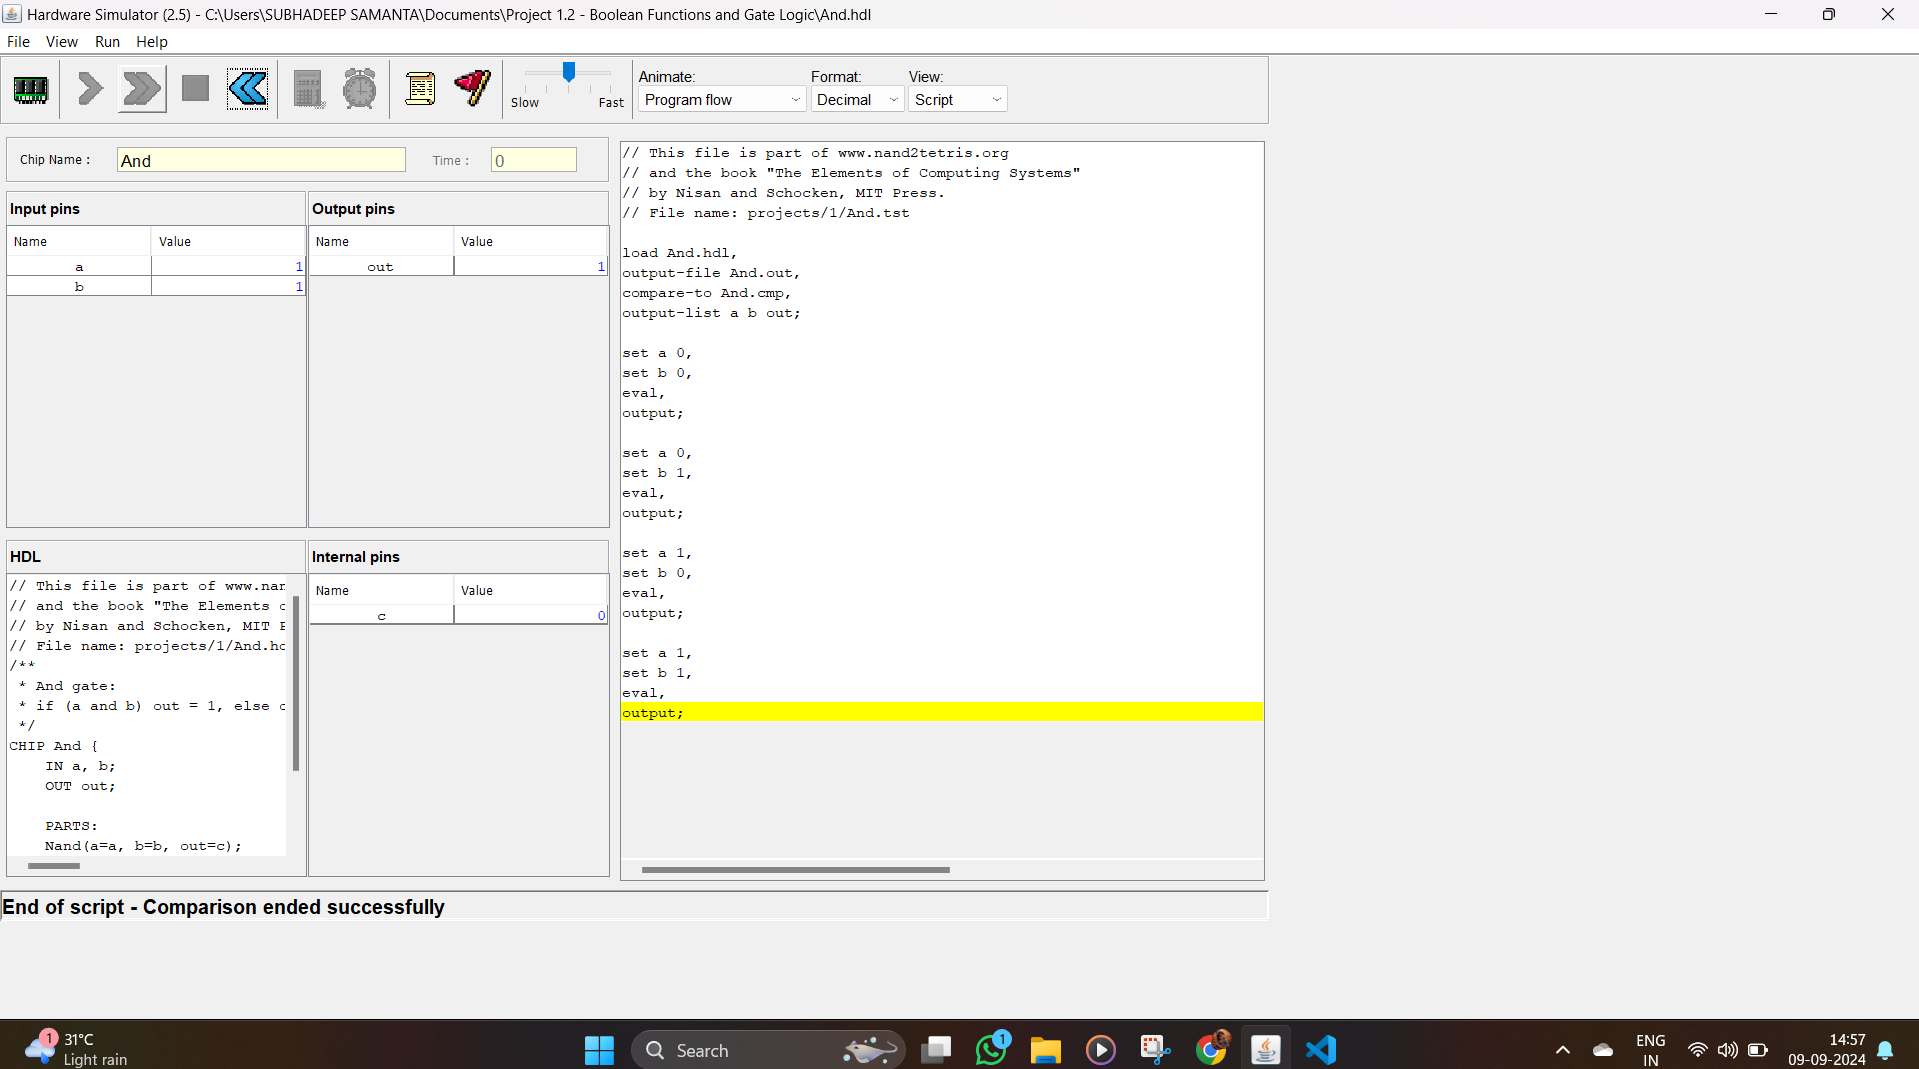 Hardware Simulator (2.5) - C:\Users\SUBHADEEP SAMANTA\Documents\Project 1.2 - Boolean Functions and Gate Logic\And.hdl
File View Run Help
Slow Fast
Animate: Format: View:
Program flow Decimal Script
Chip Name : And Time : 0
Input pins
Name Value
a 1
b 1
Output pins
Name Value
out 1
HDL
// This file is part of www.nan
// and the book "The Elements o
// by Nisan and Schocken, MIT P
// File name: projects/1/And.hd
/**
* And gate:
* if (a and b) out = 1, else o
*/
CHIP And {
IN a, b;
OUT out;
PARTS:
Nand(a=a, b=b, out=c);
Internal pins
Name Value
c 0
// This file is part of www.nand2tetris.org
// and the book "The Elements of Computing Systems"
// by Nisan and Schocken, MIT Press.
// File name: projects/1/And.tst
load And.hdl,
output-file And.out,
compare-to And.cmp,
output-list a b out;
set a 0,
set b 0,
eval,
output;
set a 0,
set b 1,
eval,
output;
set a 1,
set b 0,
eval,
output;
set a 1,
set b 1,
eval,
output;
End of script - Comparison ended successfully
1
31°C
Light rain
Search
1
ENG
IN
14:57
09-09-2024